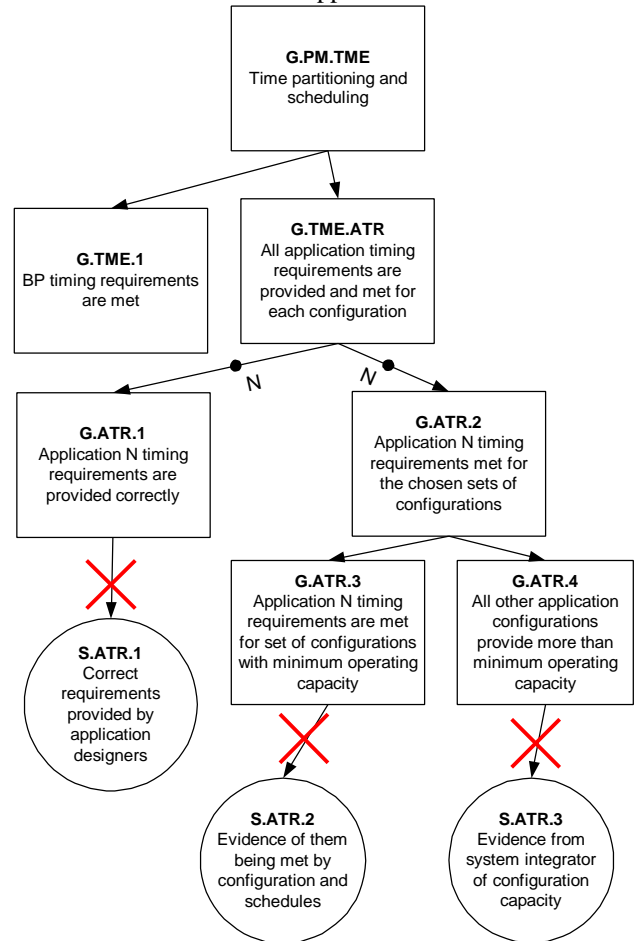 G.PM.TME
Time partitioning and
scheduling
G.TME.1
BP timing requirements
are met
G.TME.ATR
All application timing
requirements are
provided and met for
each configuration
N
N
G.ATR.1
Application N timing
requirements are
provided correctly
G.ATR.2
Application N timing
requirements met for
the chosen sets of
configurations
G.ATR.3
Application N timing
requirements are met
for set of configurations
with minimum operating
capacity
G.ATR.4
All other application
configurations
provide more than
minimum operating
capacity
S.ATR.1
Correct
requirements
provided by
application
designers
S.ATR.2
Evidence of them
being met by
configuration and
schedules
S.ATR.3
Evidence from
system integrator
of configuration
capacity